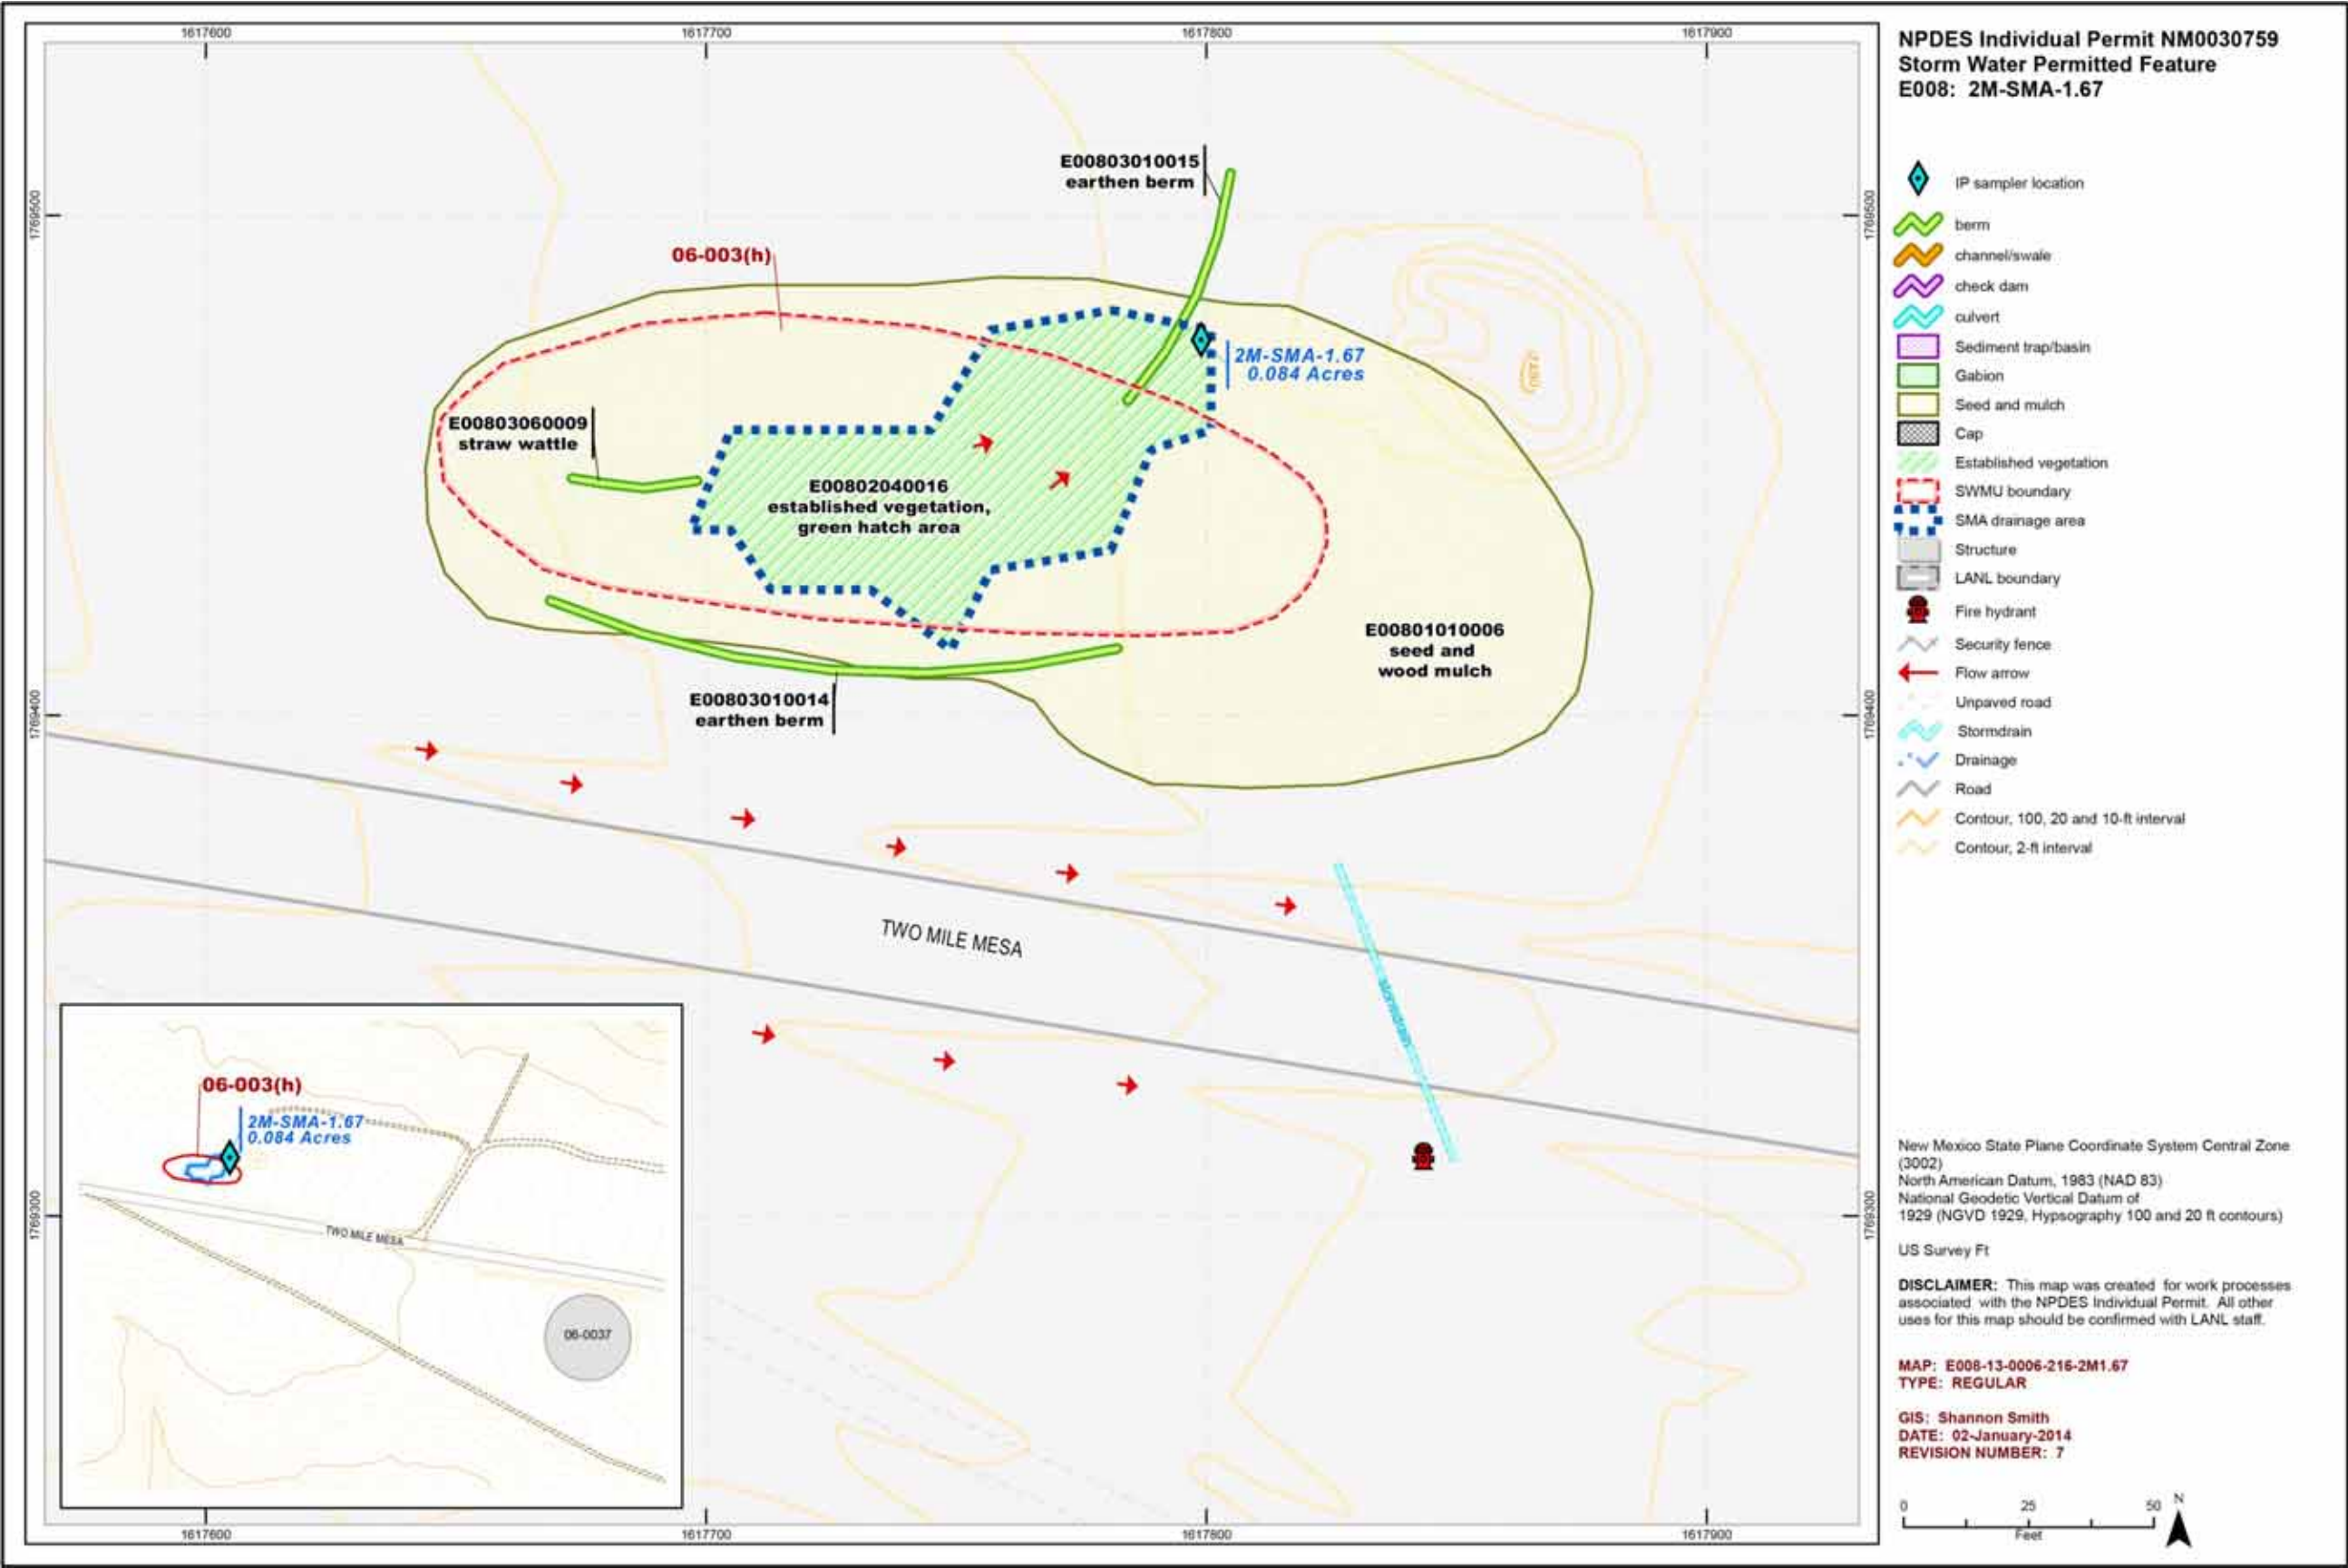 1617600
1617700
1617800
1617900
1769500
1769500
1769400
1769400
1769300
1769300
E00803010015
earthen berm
06-003(h)
2M-SMA-1.67
0.084 Acres
E00803060009
straw wattle
E00802040016
established vegetation,
green hatch area
E00801010006
seed and
wood mulch
E00803010014
earthen berm
TWO MILE MESA
stormdrain
06-003(h)
2M-SMA-1.67
0.084 Acres
TWO MILE MESA
06-0037
1617600
1617700
1617800
1617900
NPDES Individual Permit NM0030759
Storm Water Permitted Feature
E008: 2M-SMA-1.67
IP sampler location
berm
channel/swale
check dam
culvert
Sediment trap/basin
Gabion
Seed and mulch
Cap
Established vegetation
SWMU boundary
SMA drainage area
Structure
LANL boundary
Fire hydrant
Security fence
Flow arrow
Unpaved road
Stormdrain
Drainage
Road
Contour, 100, 20 and 10-ft interval
Contour, 2-ft interval
New Mexico State Plane Coordinate System Central Zone
(3002)
North American Datum, 1983 (NAD 83)
National Geodetic Vertical Datum of
1929 (NGVD 1929, Hypsography 100 and 20 ft contours)
US Survey Ft
DISCLAIMER: This map was created for work processes
associated with the NPDES Individual Permit. All other
uses for this map should be confirmed with LANL staff.
MAP: E008-13-0006-216-2M1.67
TYPE: REGULAR
GIS: Shannon Smith
DATE: 02-January-2014
REVISION NUMBER: 7
0 25 50
Feet
N